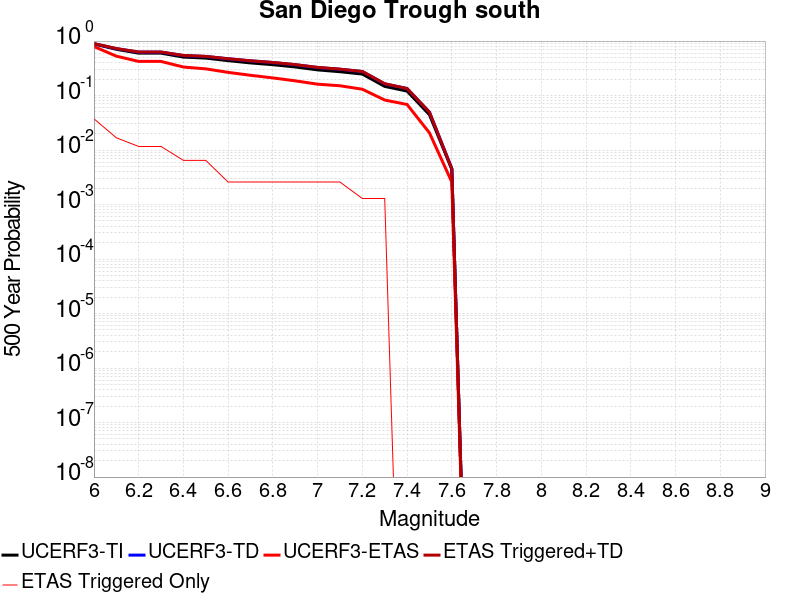 San Diego Trough south
500 Year Probability
10^0
10^-1
10^-2
10^-3
10^-4
10^-5
10^-6
10^-7
10^-8
6 6.2 6.4 6.6 6.8 7 7.2 7.4 7.6 7.8 8 8.2 8.4 8.6 8.8 9
Magnitude
UCERF3-TI UCERF3-TD UCERF3-ETAS ETAS Triggered+TD
ETAS Triggered Only